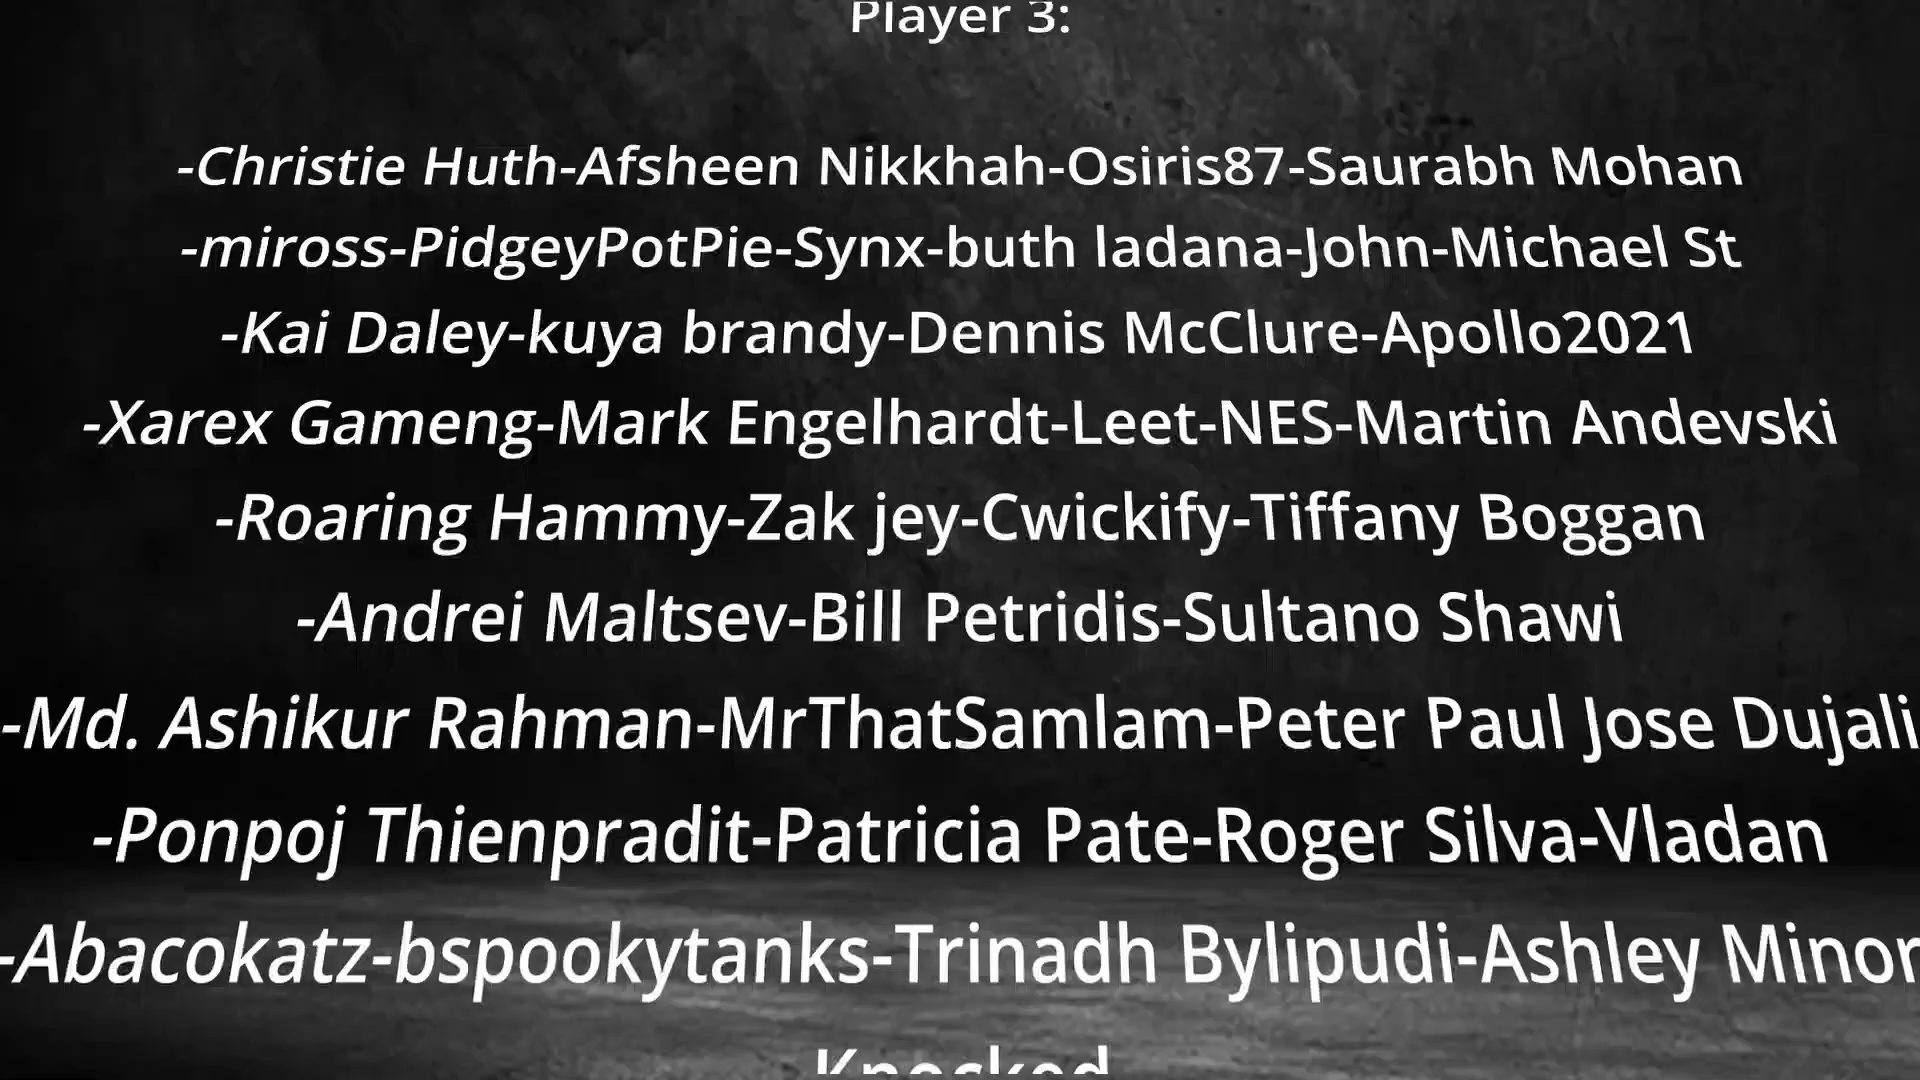 Player 3:
-Christie Huth-Afsheen Nikkhah-Osiris87-Saurabh Mohan
-miross-PidgeyPotPie-Synx-buth ladana-John-Michael St
-Kai Daley-kuya brandy-Dennis McClure-Apollo2021
-Xarex Gameng-Mark Engelhardt-Leet-NES-Martin Andevski
-Roaring Hammy-Zak jey-Cwickify-Tiffany Boggan
-Andrei Maltsev-Bill Petridis-Sultano Shawi
-Md. Ashikur Rahman-MrThatSamlam-Peter Paul Jose Dujali
-Ponpoj Thienpradit-Patricia Pate-Roger Silva-Vladan
-Abacokatz-bspookytanks-Trinadh Bylipudi-Ashley Minor
Knocked